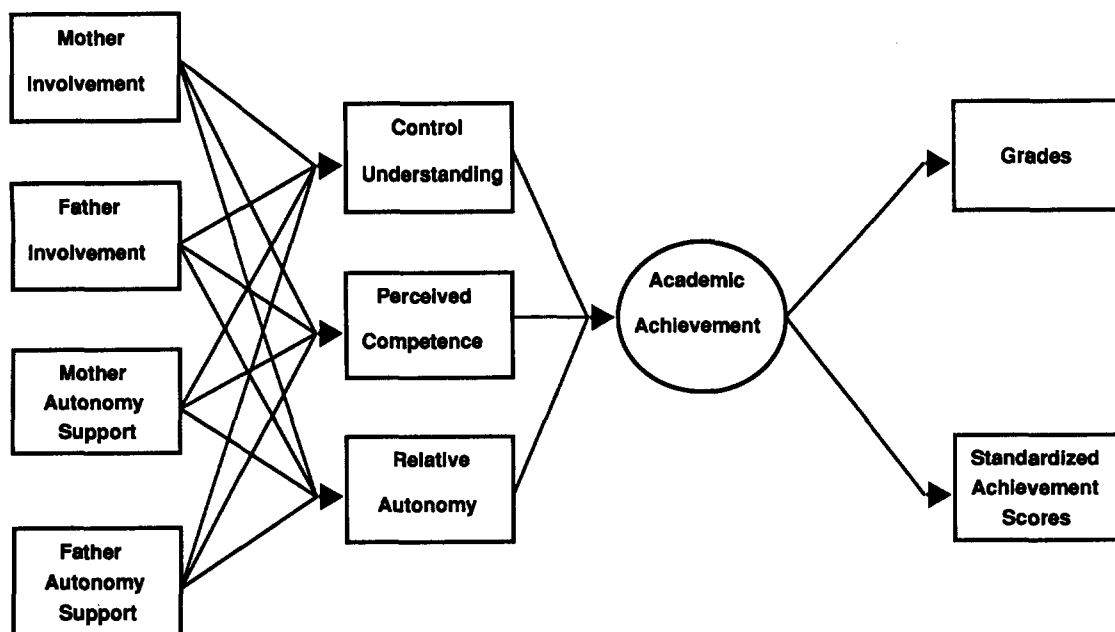 Mother
Involvement
Father
Involvement
Mother
Autonomy
Support
Father
Autonomy
Support
Control
Understanding
Perceived
Competence
Relative
Autonomy
Academic
Achievement
Grades
Standardized
Achievement
Scores